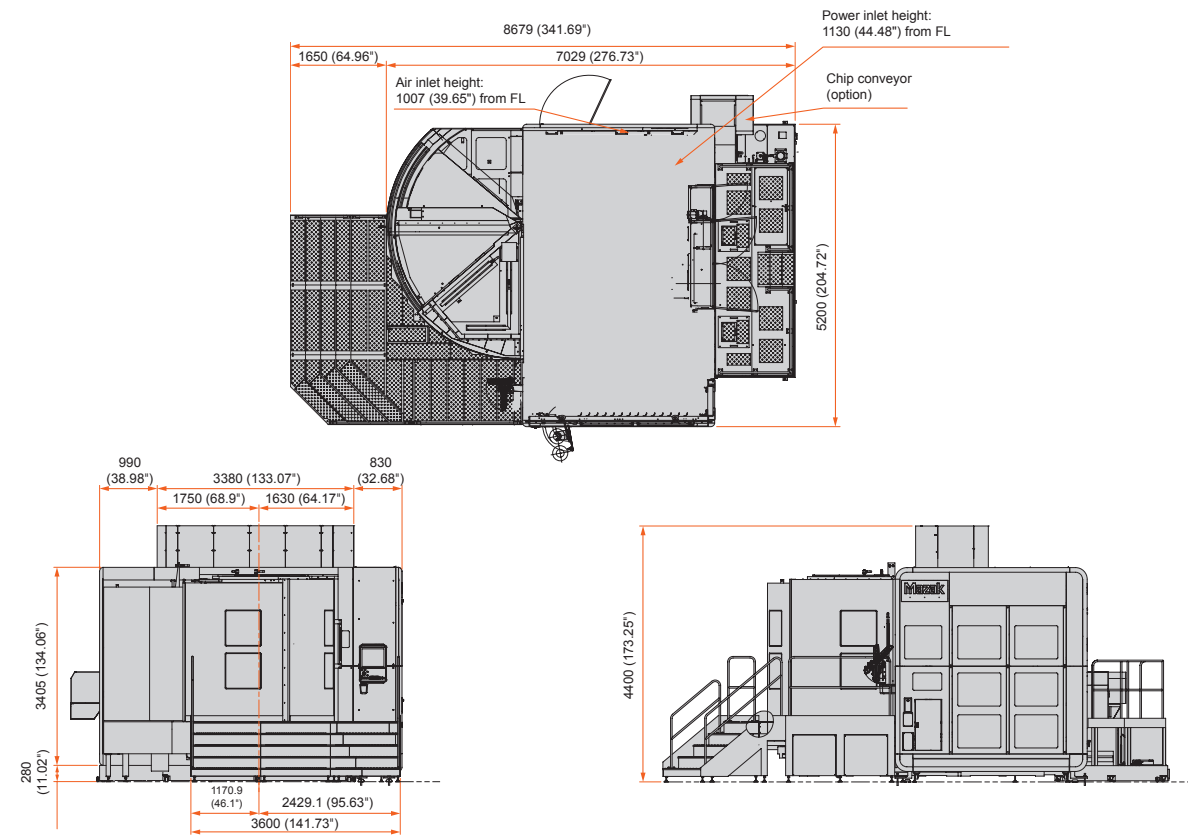 Power inlet height:
1130 (44.48") from FL
8679 (341.69")
1650 (64.96")
7029 (276.73")
Air inlet height:
1007 (39.65") from FL
Chip conveyor
(option)
5200 (204.72")
990
(38.98")
3380 (133.07")
830
(32.68")
1750 (68.9")
1630 (64.17")
3405 (134.06")
280
(11.02")
1170.9
(46.1")
2429.1 (95.63")
3600 (141.73")
4400 (173.25")
Mazak